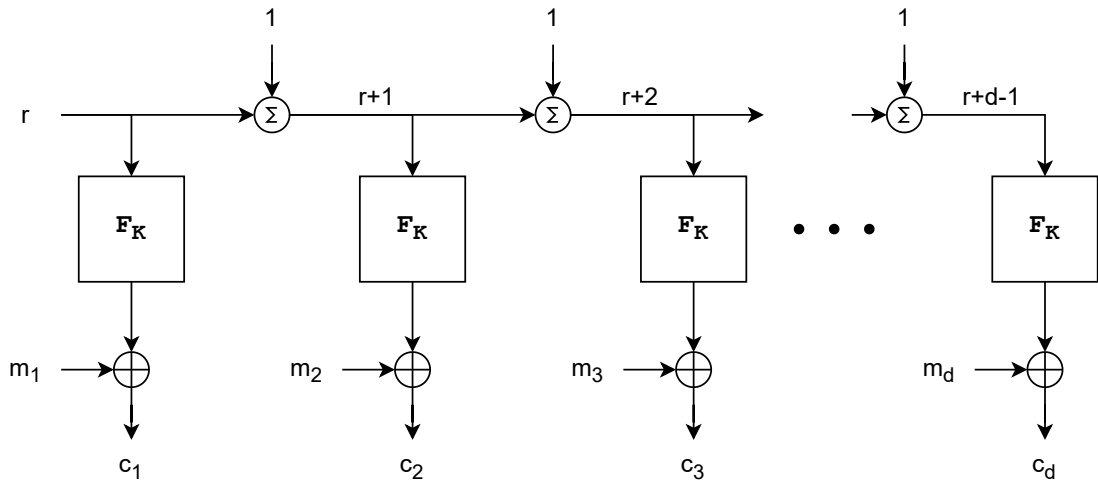 1 1 1
r Σ r+1 Σ r+2 Σ r+d-1
F_K F_K F_K • • • F_K
m_1 m_2 m_3 m_d
c_1 c_2 c_3 c_d